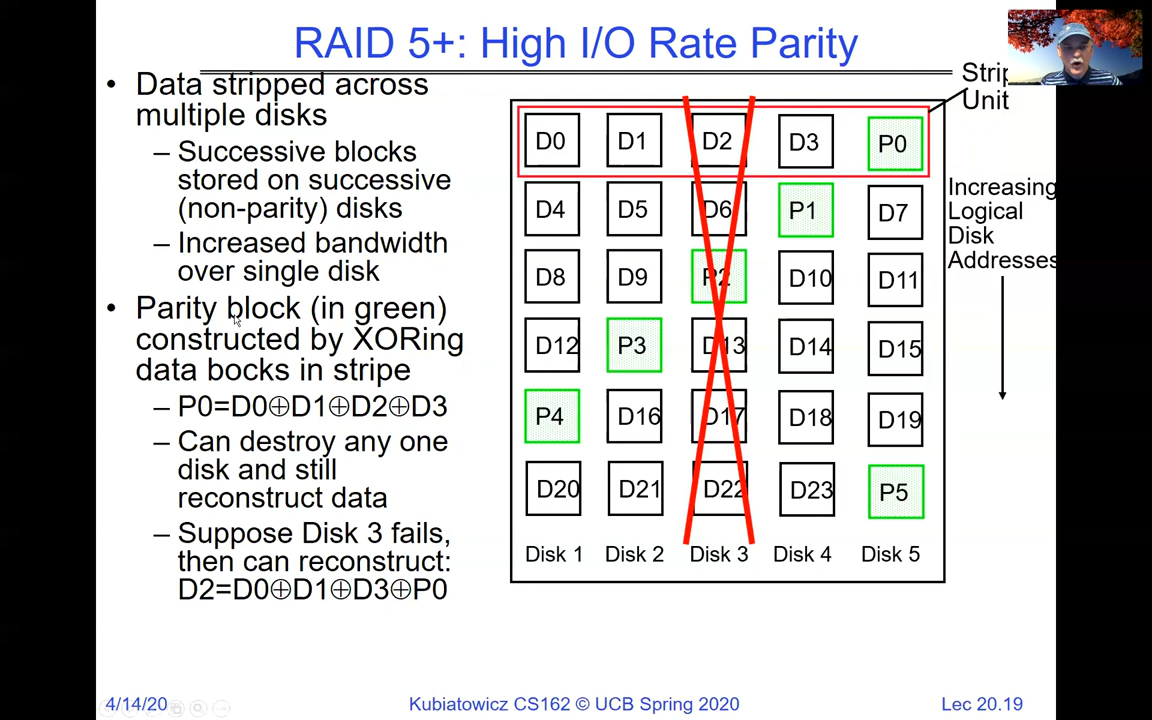 RAID 5+: High I/O Rate Parity
• Data stripped across
multiple disks
– Successive blocks
stored on successive
(non-parity) disks
– Increased bandwidth
over single disk
• Parity block (in green)
constructed by XORing
data bocks in stripe
– P0=D0⊕D1⊕D2⊕D3
– Can destroy any one
disk and still
reconstruct data
– Suppose Disk 3 fails,
then can reconstruct:
D2=D0⊕D1⊕D3⊕P0
Unit
D0 D1 D2 D3 P0
D4 D5 D6 P1 D7
D8 D9 P2 D10 D11
D12 P3 D13 D14 D15
P4 D16 D17 D18 D19
D20 D21 D22 D23 P5
Disk 1 Disk 2 Disk 3 Disk 4 Disk 5
Increasing
Logical
Disk
Addresses
4/14/20 Kubiatowicz CS162 © UCB Spring 2020 Lec 20.19